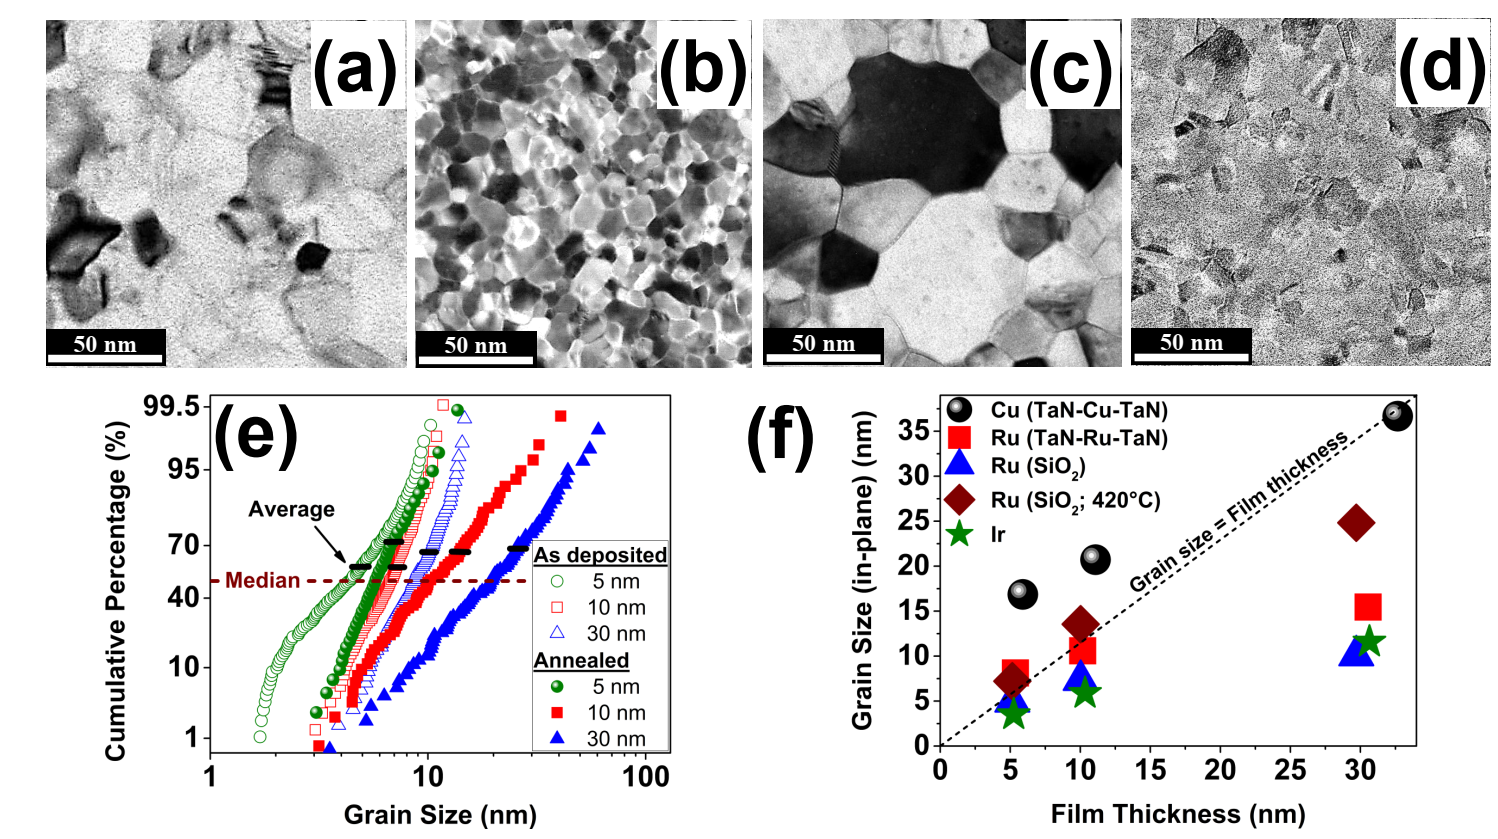 (a)
(b)
(c)
(d)
50 nm
50 nm
50 nm
50 nm
(e)
Cumulative Percentage (%)
99.5
95
70
40
10
1
Average
Median
As deposited
5 nm
10 nm
30 nm
Annealed
5 nm
10 nm
30 nm
1
10
100
Grain Size (nm)
(f)
Grain Size (in-plane) (nm)
35
30
25
20
15
10
5
0
Cu (TaN-Cu-TaN)
Ru (TaN-Ru-TaN)
Ru (SiO₂)
Ru (SiO₂; 420°C)
Ir
Grain size = Film thickness
0
5
10
15
20
25
30
Film Thickness (nm)